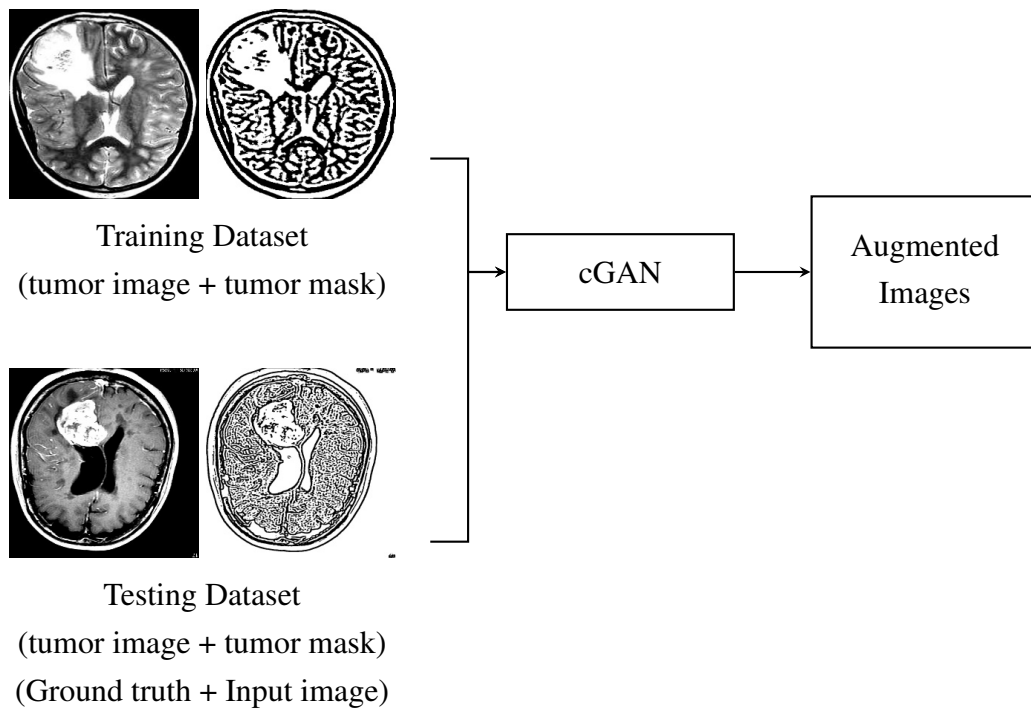 Training Dataset
(tumor image + tumor mask)
cGAN
Augmented
Images
Testing Dataset
(tumor image + tumor mask)
(Ground truth + Input image)